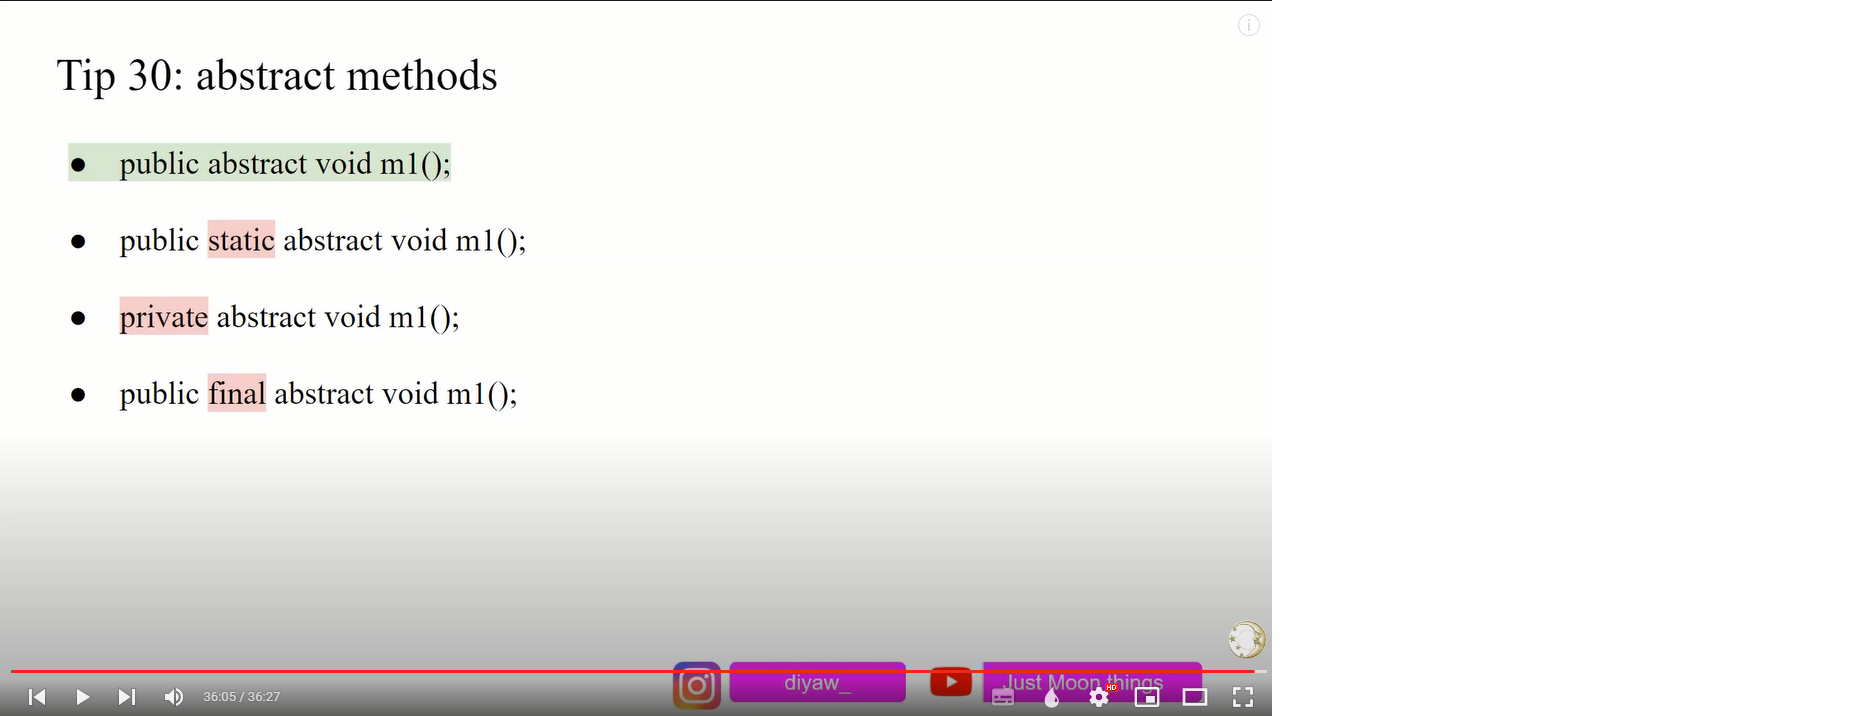 Tip 30: abstract methods
● public abstract void m1();
● public static abstract void m1();
● private abstract void m1();
● public final abstract void m1();
diyaw_
Just Moon things
36:05 / 36:27
HD